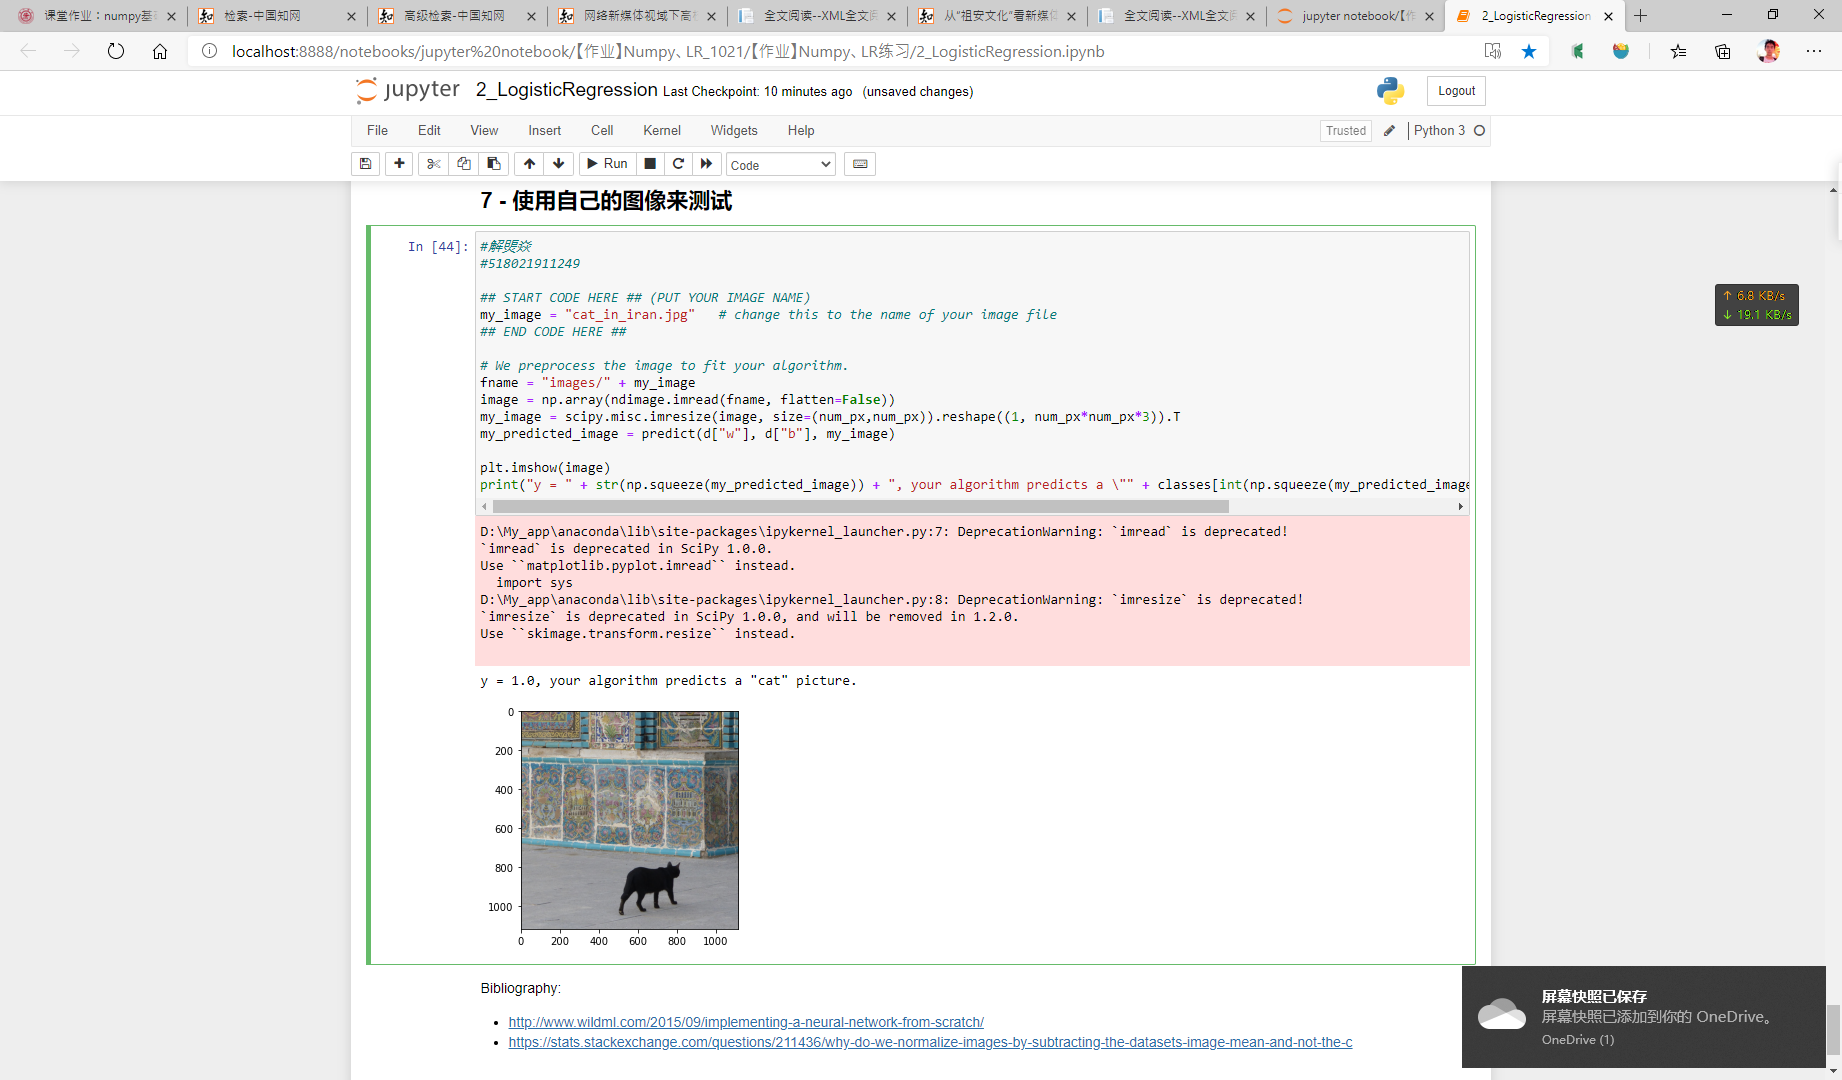 课堂作业：numpy基
检索-中国知网
高级检索-中国知网
网络新媒体视域下高
全文阅读--XML全文阅
从“祖安文化”看新媒体
全文阅读--XML全文阅
jupyter notebook/【作
2_LogisticRegression
localhost:8888/notebooks/jupyter%20notebook/【作业】Numpy、LR_1021/【作业】Numpy、LR练习/2_LogisticRegression.ipynb
jupyter 2_LogisticRegression Last Checkpoint: 10 minutes ago (unsaved changes)
Logout
File Edit View Insert Cell Kernel Widgets Help
Trusted Python 3
Run Code
7 - 使用自己的图像来测试
In [44]:
#518021911249
## START CODE HERE ## (PUT YOUR IMAGE NAME)
my_image = "cat_in_iran.jpg"   # change this to the name of your image file
## END CODE HERE ##
# We preprocess the image to fit your algorithm.
fname = "images/" + my_image
image = np.array(ndimage.imread(fname, flatten=False))
my_image = scipy.misc.imresize(image, size=(num_px,num_px)).reshape((1, num_px*num_px*3)).T
my_predicted_image = predict(d["w"], d["b"], my_image)
plt.imshow(image)
print("y = " + str(np.squeeze(my_predicted_image)) + ", your algorithm predicts a \"" + classes[int(np.squeeze(my_predicted_image
D:\My_app\anaconda\lib\site-packages\ipykernel_launcher.py:7: DeprecationWarning: `imread` is deprecated!
`imread` is deprecated in SciPy 1.0.0.
Use ``matplotlib.pyplot.imread`` instead.
import sys
D:\My_app\anaconda\lib\site-packages\ipykernel_launcher.py:8: DeprecationWarning: `imresize` is deprecated!
`imresize` is deprecated in SciPy 1.0.0, and will be removed in 1.2.0.
Use ``skimage.transform.resize`` instead.
y = 1.0, your algorithm predicts a "cat" picture.
0
200
400
600
800
1000
0 200 400 600 800 1000
Bibliography:
http://www.wildml.com/2015/09/implementing-a-neural-network-from-scratch/
https://stats.stackexchange.com/questions/211436/why-do-we-normalize-images-by-subtracting-the-datasets-image-mean-and-not-the-c
↑ 6.8 KB/s
↓ 19.1 KB/s
屏幕快照已保存
屏幕快照已添加到你的 OneDrive。
OneDrive (1)